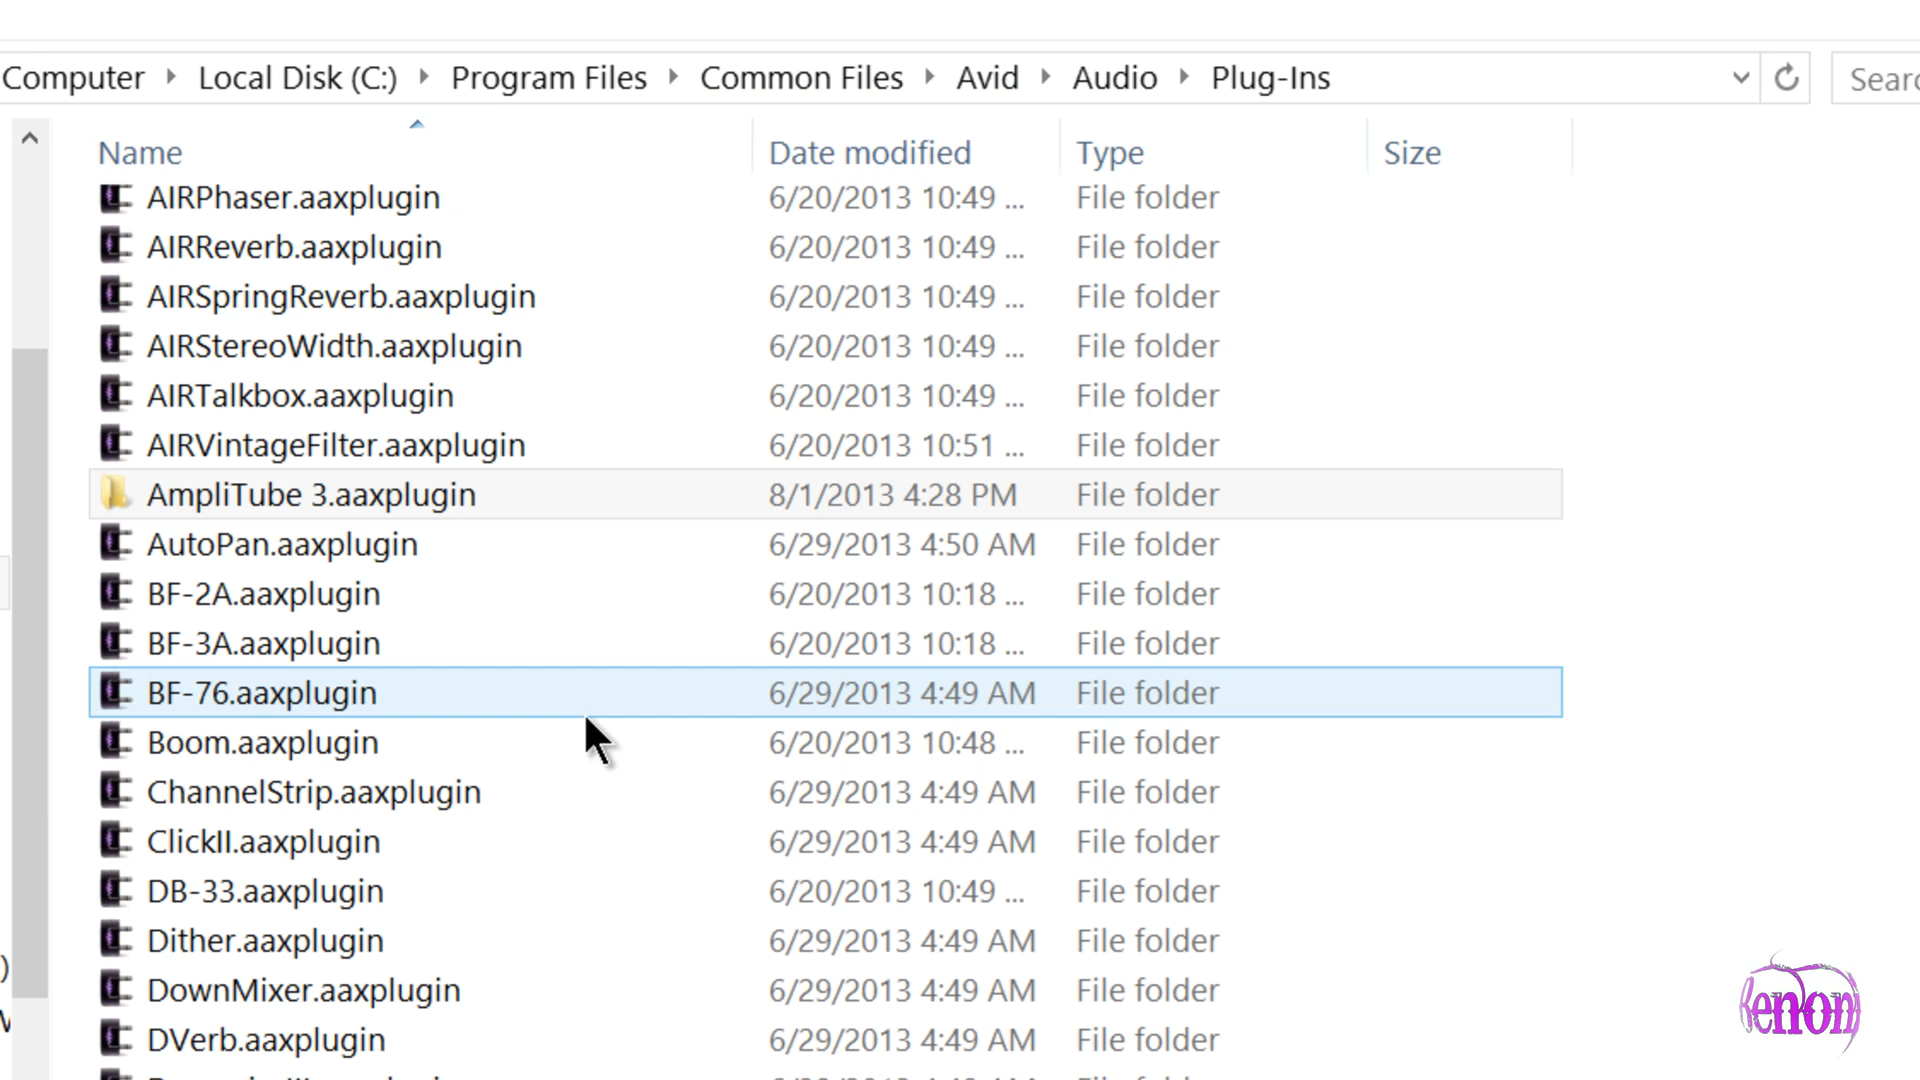 Computer Local Disk (C:) Program Files Common Files Avid Audio Plug-Ins
Name Date modified Type Size
AIRPhaser.aaxplugin 6/20/2013 10:49 ... File folder
AIRReverb.aaxplugin 6/20/2013 10:49 ... File folder
AIRSpringReverb.aaxplugin 6/20/2013 10:49 ... File folder
AIRStereoWidth.aaxplugin 6/20/2013 10:49 ... File folder
AIRTalkbox.aaxplugin 6/20/2013 10:49 ... File folder
AIRVintageFilter.aaxplugin 6/20/2013 10:51 ... File folder
AmpliTube 3.aaxplugin 8/1/2013 4:28 PM File folder
AutoPan.aaxplugin 6/29/2013 4:50 AM File folder
BF-2A.aaxplugin 6/20/2013 10:18 ... File folder
BF-3A.aaxplugin 6/20/2013 10:18 ... File folder
BF-76.aaxplugin 6/29/2013 4:49 AM File folder
Boom.aaxplugin 6/20/2013 10:48 ... File folder
ChannelStrip.aaxplugin 6/29/2013 4:49 AM File folder
ClickII.aaxplugin 6/29/2013 4:49 AM File folder
DB-33.aaxplugin 6/20/2013 10:49 ... File folder
Dither.aaxplugin 6/29/2013 4:49 AM File folder
DownMixer.aaxplugin 6/29/2013 4:49 AM File folder
DVerb.aaxplugin 6/29/2013 4:49 AM File folder